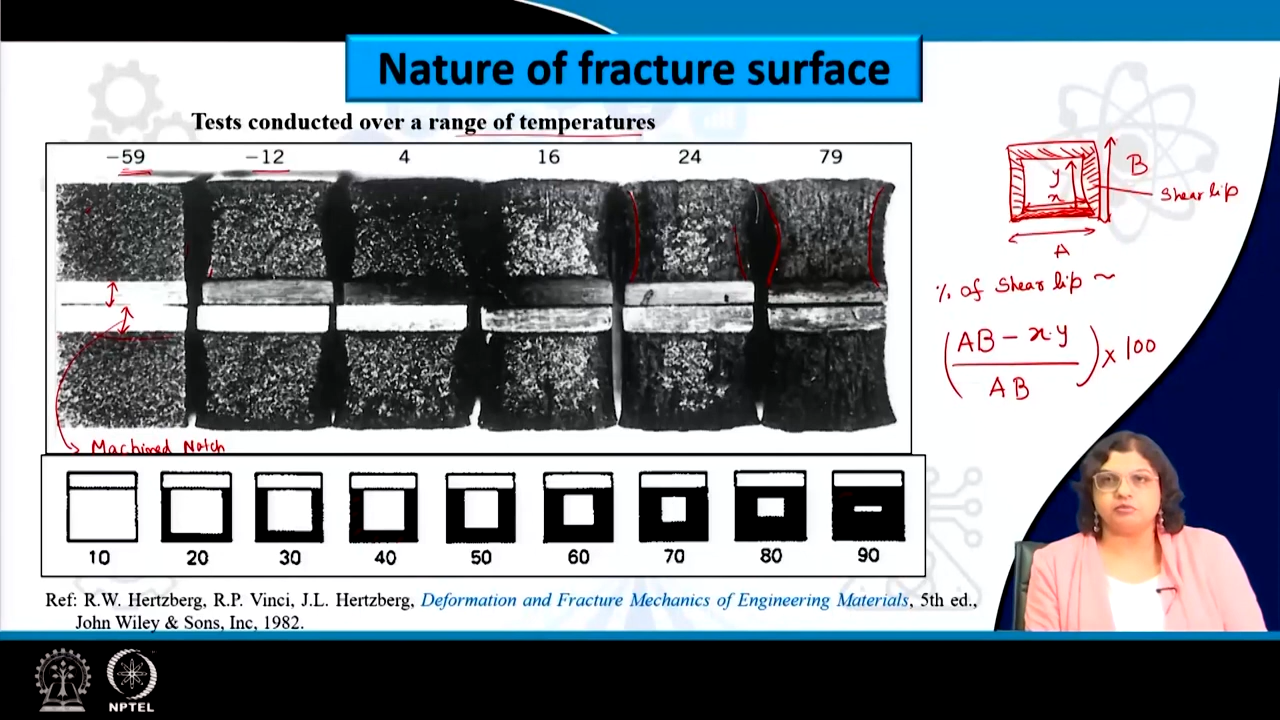 Nature of fracture surface
Tests conducted over a range of temperatures
−59 −12 4 16 24 79
Machined Notch
10 20 30 40 50 60 70 80 90
B
y
x
Shear lip
A
% of Shear lip ~
(AB − x·y / AB) × 100
Ref: R.W. Hertzberg, R.P. Vinci, J.L. Hertzberg, Deformation and Fracture Mechanics of Engineering Materials, 5th ed.,
John Wiley & Sons, Inc, 1982.
NPTEL